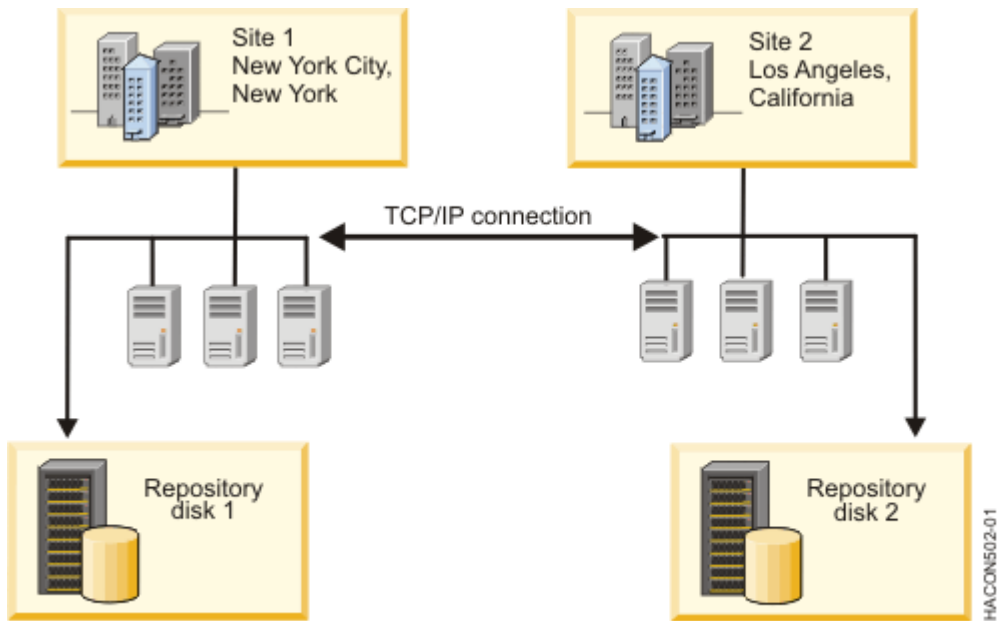 Site 1
New York City,
New York
Site 2
Los Angeles,
California
TCP/IP connection
Repository
disk 1
Repository
disk 2
HACON502-01